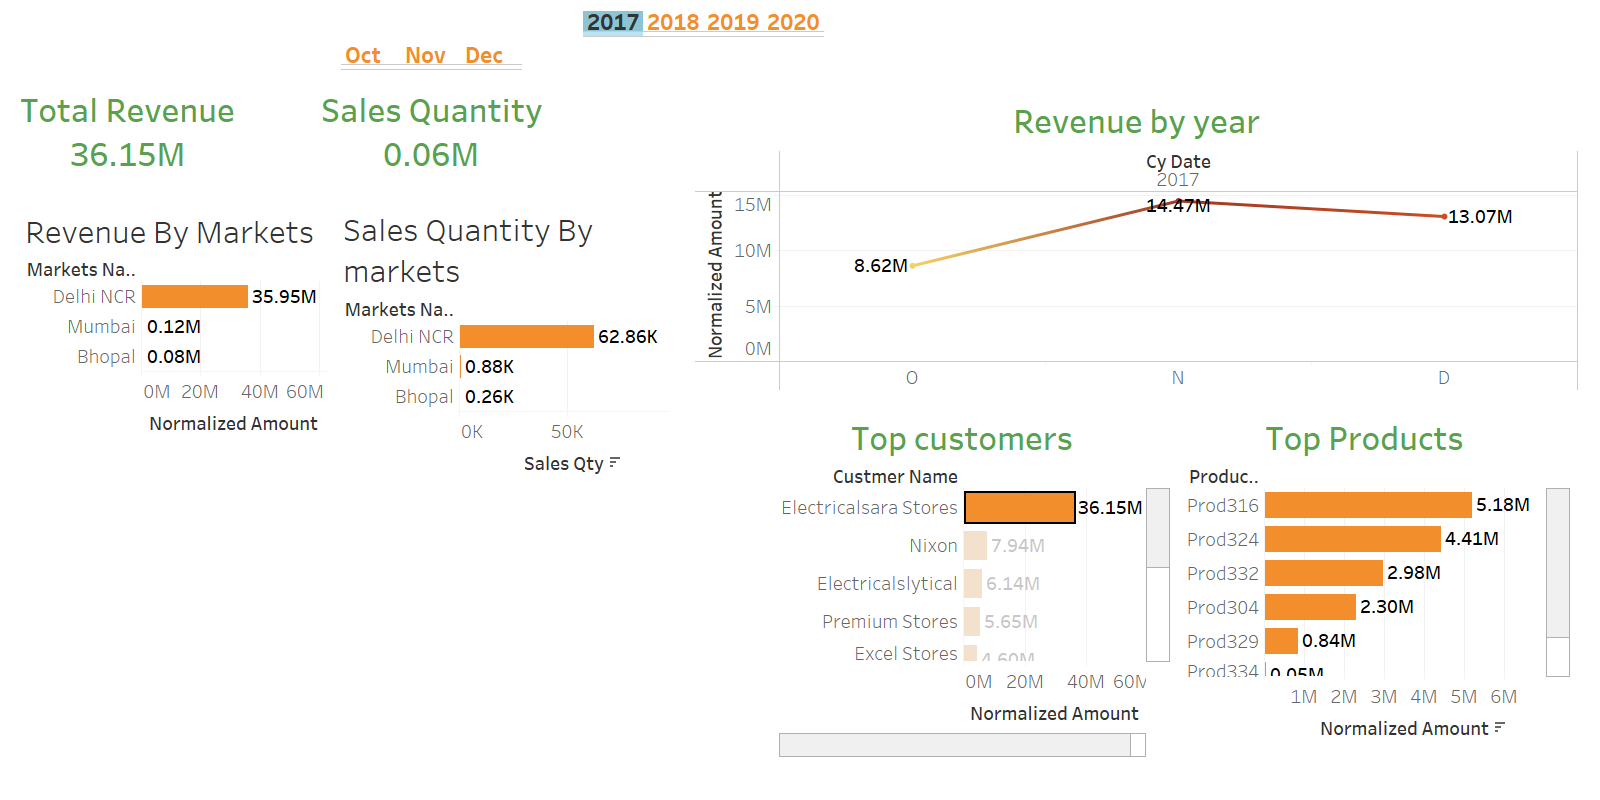 2017 2018 2019 2020
Oct Nov Dec
Total Revenue
36.15M
Sales Quantity
0.06M
Revenue By Markets
Markets Na..
Delhi NCR 35.95M
Mumbai 0.12M
Bhopal 0.08M
0M 20M 40M 60M
Normalized Amount
Sales Quantity By
markets
Markets Na..
Delhi NCR 62.86K
Mumbai 0.88K
Bhopal 0.26K
0K 50K
Sales Qty
Revenue by year
Cy Date
2017
Normalized Amount
15M
10M
5M
0M
8.62M
14.47M
13.07M
O N D
Top customers
Custmer Name
Electricalsara Stores 36.15M
Nixon 7.94M
Electricalslytical 6.14M
Premium Stores 5.65M
Excel Stores 4.60M
0M 20M 40M 60M
Normalized Amount
Top Products
Produc..
Prod316 5.18M
Prod324 4.41M
Prod332 2.98M
Prod304 2.30M
Prod329 0.84M
Prod334 0.05M
1M 2M 3M 4M 5M 6M
Normalized Amount